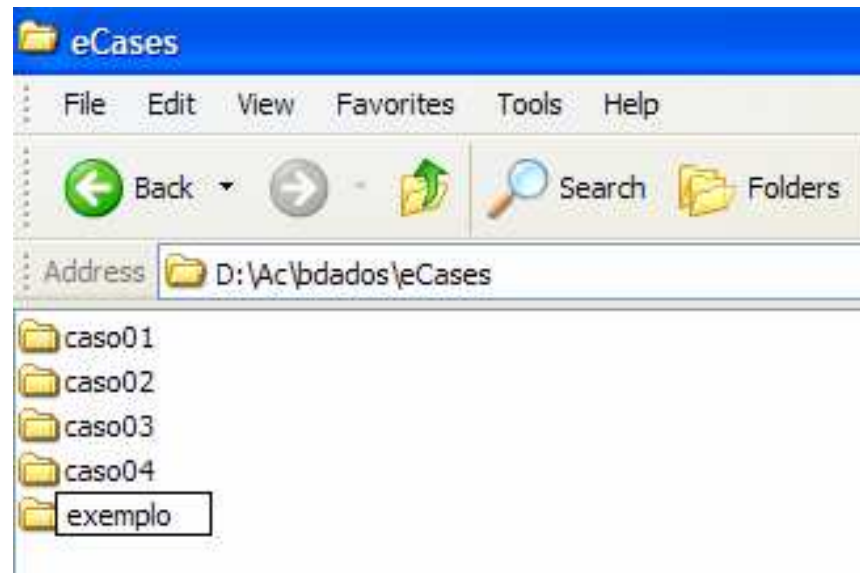 eCases
File Edit View Favorites Tools Help
Back Search Folders
Address D:\Ac\bdados\eCases
caso01
caso02
caso03
caso04
exemplo